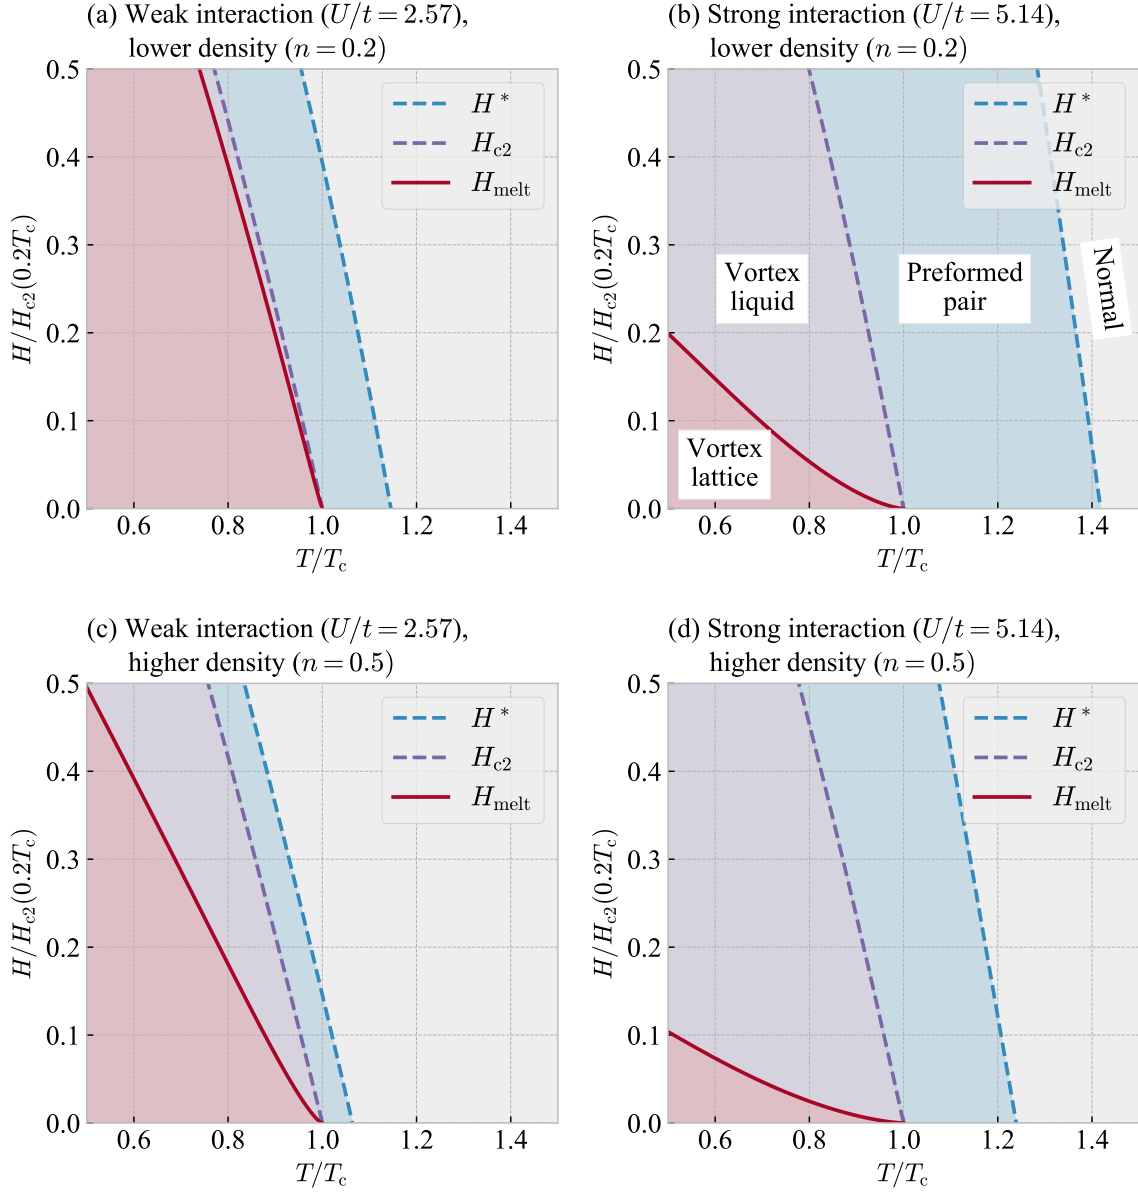 (a) Weak interaction (U/t = 2.57),
lower density (n = 0.2)
0.5
0.4
0.3
0.2
0.1
0.0
H/H_c2(0.2T_c)
H*
H_c2
H_melt
0.6 0.8 1.0 1.2 1.4
T/T_c
(b) Strong interaction (U/t = 5.14),
lower density (n = 0.2)
0.5
0.4
0.3
0.2
0.1
0.0
H/H_c2(0.2T_c)
H*
H_c2
H_melt
Vortex
liquid
Preformed
pair
Normal
Vortex
lattice
0.6 0.8 1.0 1.2 1.4
T/T_c
(c) Weak interaction (U/t = 2.57),
higher density (n = 0.5)
0.5
0.4
0.3
0.2
0.1
0.0
H/H_c2(0.2T_c)
H*
H_c2
H_melt
0.6 0.8 1.0 1.2 1.4
T/T_c
(d) Strong interaction (U/t = 5.14),
higher density (n = 0.5)
0.5
0.4
0.3
0.2
0.1
0.0
H/H_c2(0.2T_c)
H*
H_c2
H_melt
0.6 0.8 1.0 1.2 1.4
T/T_c